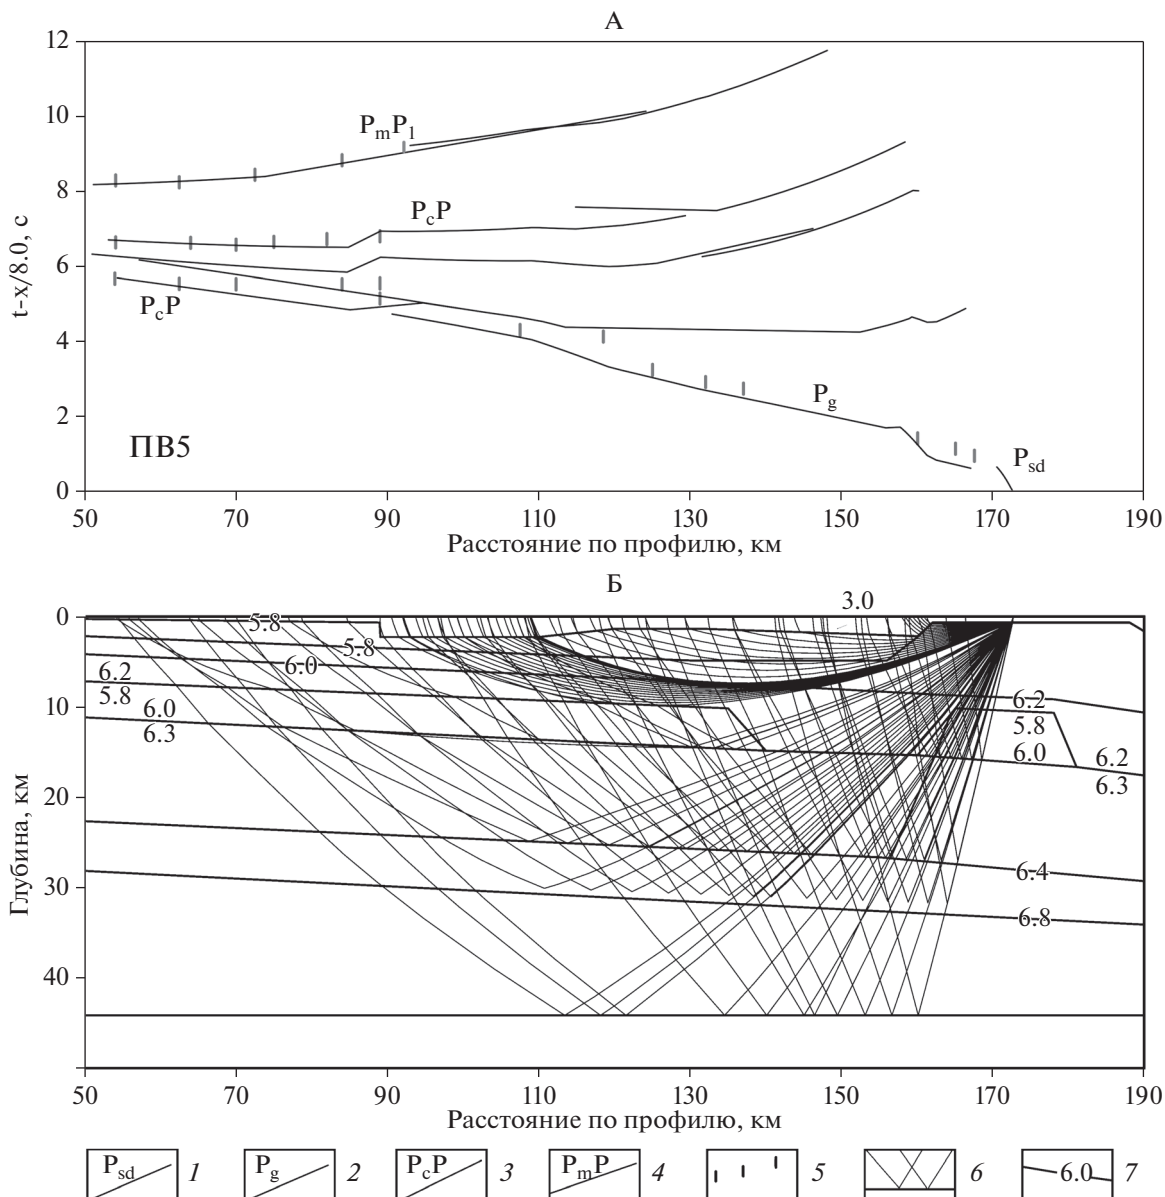 А
12
10
8
6
4
2
0
t-x/8.0, с
PmP1
PcP
PcP
Pg
Psd
ПВ5
50 70 90 110 130 150 170 190
Расстояние по профилю, км
Б
3.0
0
10
20
30
40
Глубина, км
5.8
5.8
6.0
6.2
5.8
6.0
6.3
6.2
5.8
6.0
6.2
6.3
6.4
6.8
50 70 90 110 130 150 170 190
Расстояние по профилю, км
Psd 1 Pg 2 PcP 3 PmP 4 5 6 6.0 7